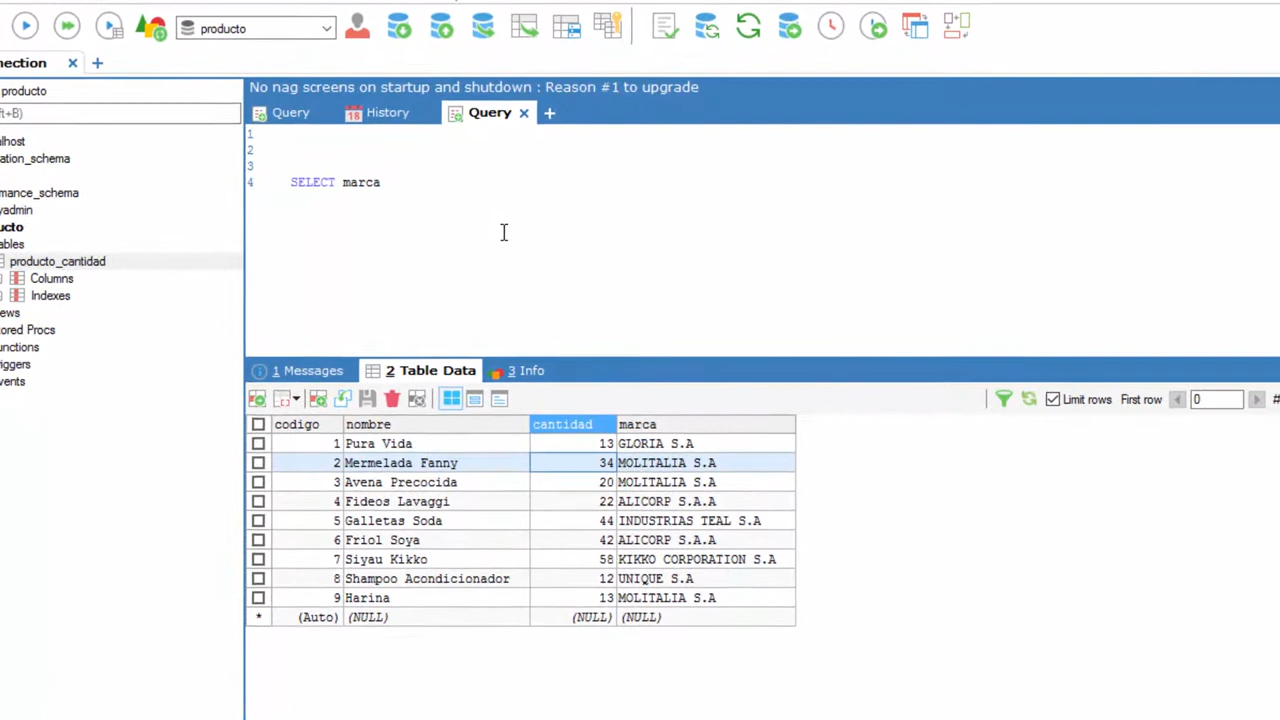 producto
nection
No nag screens on startup and shutdown : Reason #1 to upgrade
producto
Query History Query
ft+B)
1
lhost
2
ation_schema
3
4 SELECT marca
mance_schema
yadmin
ucto
ables
producto_cantidad
Columns
Indexes
ews
ored Procs
unctions
iggers
vents
1 Messages 2 Table Data 3 Info
Limit rows First row 0 #
codigo nombre cantidad marca
1 Pura Vida 13 GLORIA S.A
2 Mermelada Fanny 34 MOLITALIA S.A
3 Avena Precocida 20 MOLITALIA S.A
4 Fideos Lavaggi 22 ALICORP S.A.A
5 Galletas Soda 44 INDUSTRIAS TEAL S.A
6 Friol Soya 42 ALICORP S.A.A
7 Siyau Kikko 58 KIKKO CORPORATION S.A
8 Shampoo Acondicionador 12 UNIQUE S.A
9 Harina 13 MOLITALIA S.A
* (Auto) (NULL) (NULL) (NULL)